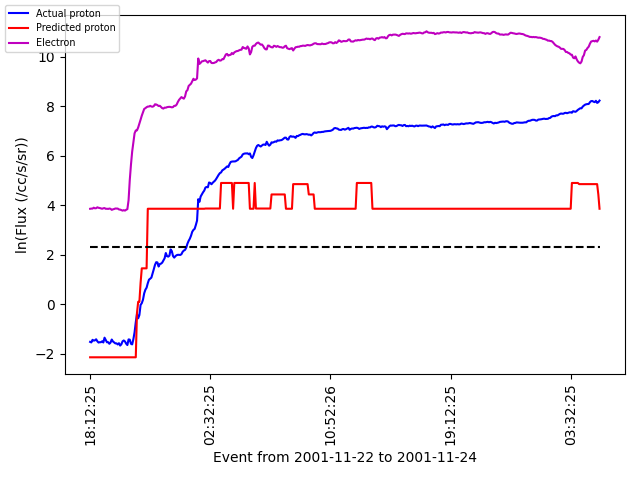 Actual proton
Predicted proton
Electron
10
8
6
4
2
0
−2
ln(Flux (/cc/s/sr))
18:12:25
02:32:25
10:52:26
19:12:25
03:32:25
Event from 2001-11-22 to 2001-11-24